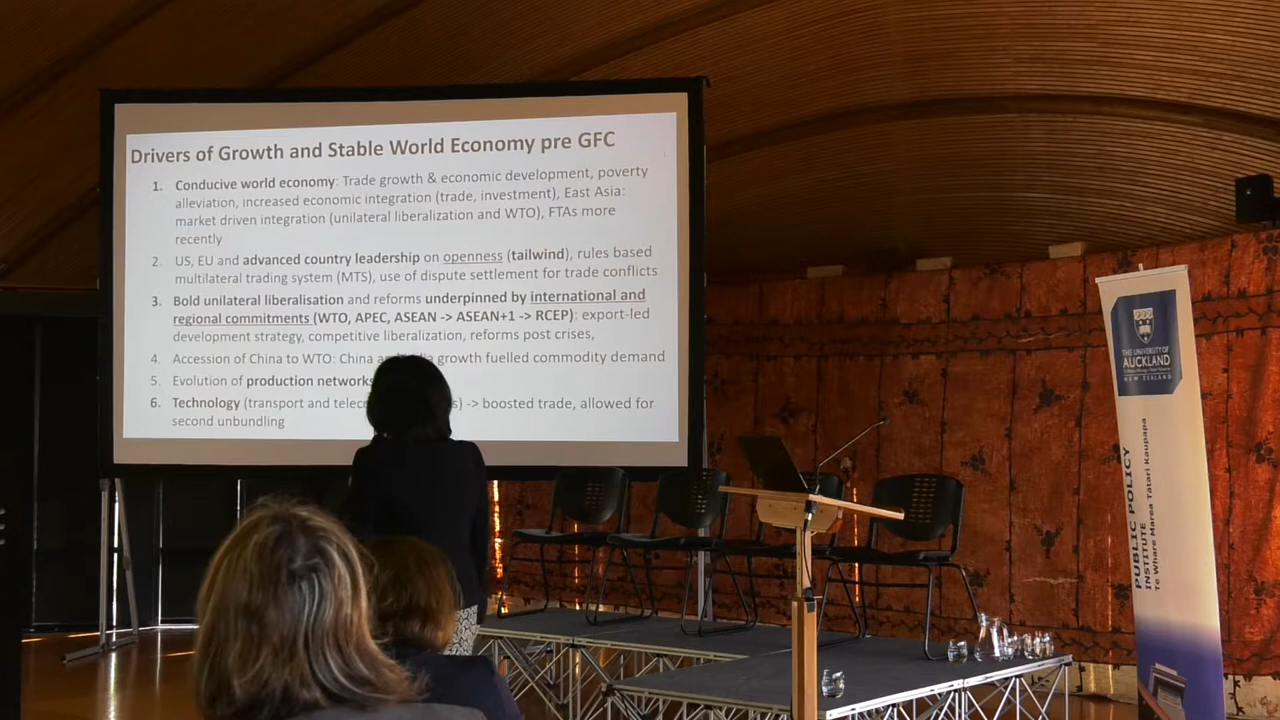 Drivers of Growth and Stable World Economy pre GFC
1. Conducive world economy: Trade growth & economic development, poverty
alleviation, increased economic integration (trade, investment), East Asia:
market driven integration (unilateral liberalization and WTO), FTAs more
recently
2. US, EU and advanced country leadership on openness (tailwind), rules based
multilateral trading system (MTS), use of dispute settlement for trade conflicts
3. Bold unilateral liberalisation and reforms underpinned by international and
regional commitments (WTO, APEC, ASEAN -> ASEAN+1 -> RCEP): export-led
development strategy, competitive liberalization, reforms post crises,
4. Accession of China to WTO: China growth fuelled commodity demand
5. Evolution of production networks
6. Technology (transport and -> boosted trade, allowed for
second unbundling
THE UNIVERSITY OF
AUCKLAND
NEW ZEALAND
PUBLIC POLICY
INSTITUTE
Te Whare Marea Tātari Kaupapa